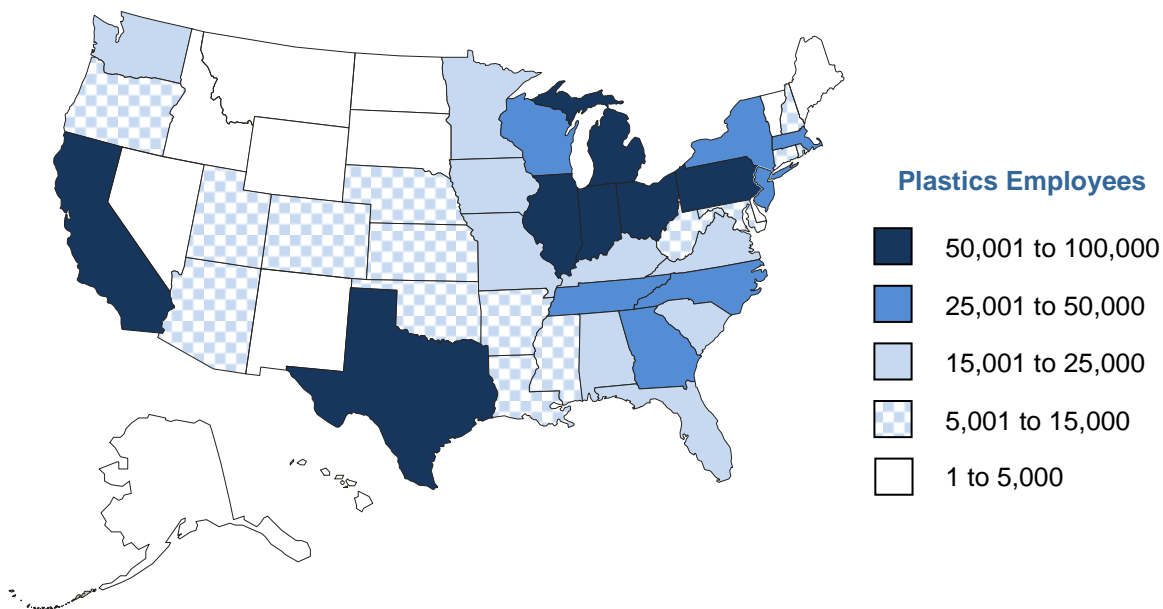 Plastics Employees
50,001 to 100,000
25,001 to 50,000
15,001 to 25,000
5,001 to 15,000
1 to 5,000